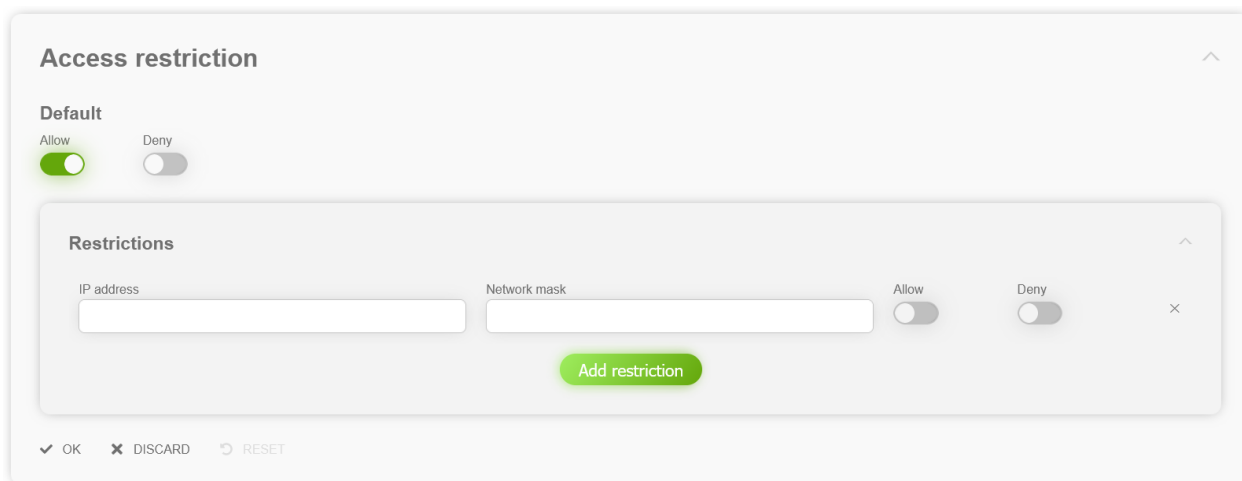 Access restriction
Default
Allow Deny
Restrictions
IP address Network mask Allow Deny
Add restriction
OK DISCARD RESET